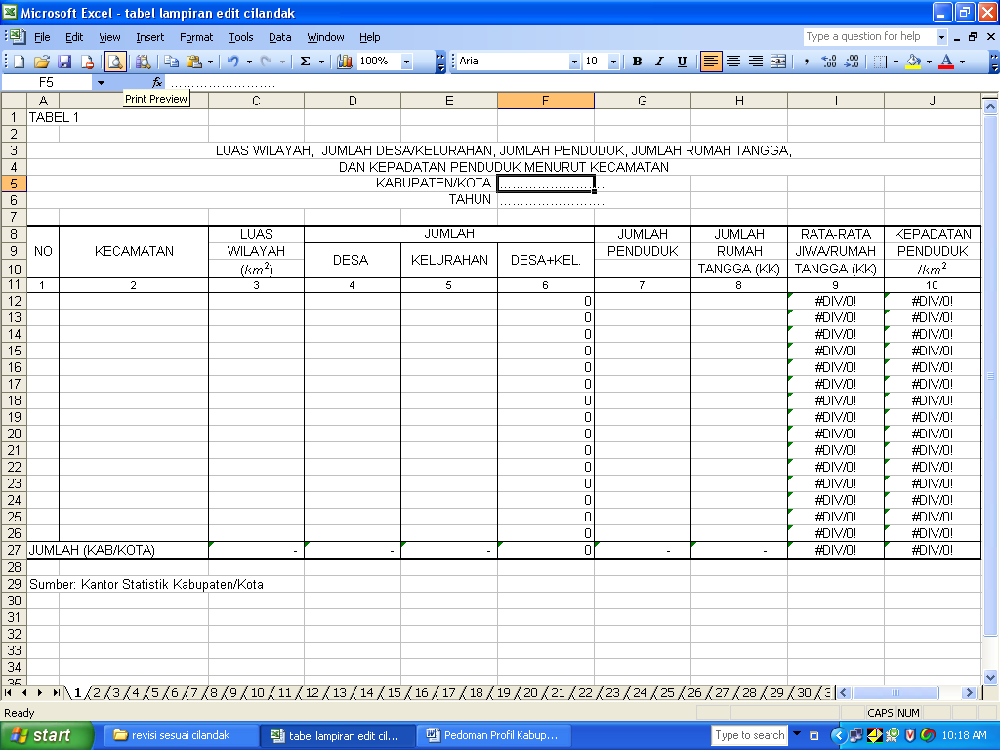 Microsoft Excel - tabel lampiran edit cilandak
File Edit View Insert Format Tools Data Window Help Type a question for help
Σ 100% Arial 10 B I U A
F5 fx …………………….
Print Preview
A C D E F G H I J
1 TABEL 1
2
3 LUAS WILAYAH, JUMLAH DESA/KELURAHAN, JUMLAH PENDUDUK, JUMLAH RUMAH TANGGA,
4 DAN KEPADATAN PENDUDUK MENURUT KECAMATAN
5 KABUPATEN/KOTA …………………….
6 TAHUN …………………….
7
8 LUAS JUMLAH JUMLAH JUMLAH RATA-RATA KEPADATAN
9 NO KECAMATAN WILAYAH DESA KELURAHAN DESA+KEL. PENDUDUK RUMAH JIWA/RUMAH PENDUDUK
10 (km²) TANGGA (KK) TANGGA (KK) /km²
11 1 2 3 4 5 6 7 8 9 10
12 0 #DIV/0! #DIV/0!
13 0 #DIV/0! #DIV/0!
14 0 #DIV/0! #DIV/0!
15 0 #DIV/0! #DIV/0!
16 0 #DIV/0! #DIV/0!
17 0 #DIV/0! #DIV/0!
18 0 #DIV/0! #DIV/0!
19 0 #DIV/0! #DIV/0!
20 0 #DIV/0! #DIV/0!
21 0 #DIV/0! #DIV/0!
22 0 #DIV/0! #DIV/0!
23 0 #DIV/0! #DIV/0!
24 0 #DIV/0! #DIV/0!
25 0 #DIV/0! #DIV/0!
26 0 #DIV/0! #DIV/0!
27 JUMLAH (KAB/KOTA) - - - 0 - - #DIV/0! #DIV/0!
28
29 Sumber: Kantor Statistik Kabupaten/Kota
30
31
32
33
34
35
1 / 2 / 3 / 4 / 5 / 6 / 7 / 8 / 9 / 10 / 11 / 12 / 13 / 14 / 15 / 16 / 17 / 18 / 19 / 20 / 21 / 22 / 23 / 24 / 25 / 26 / 27 / 28 / 29 / 30 /
Ready CAPS NUM
start revisi sesuai cilandak tabel lampiran edit cil... Pedoman Profil Kabup... Type to search 10:18 AM